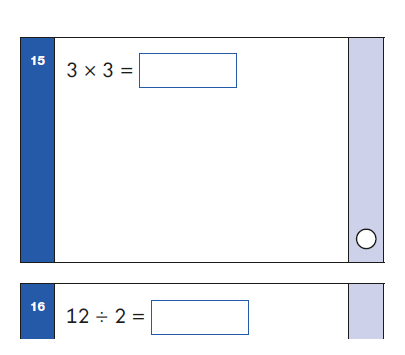 15
3 × 3 =
16
12 ÷ 2 =